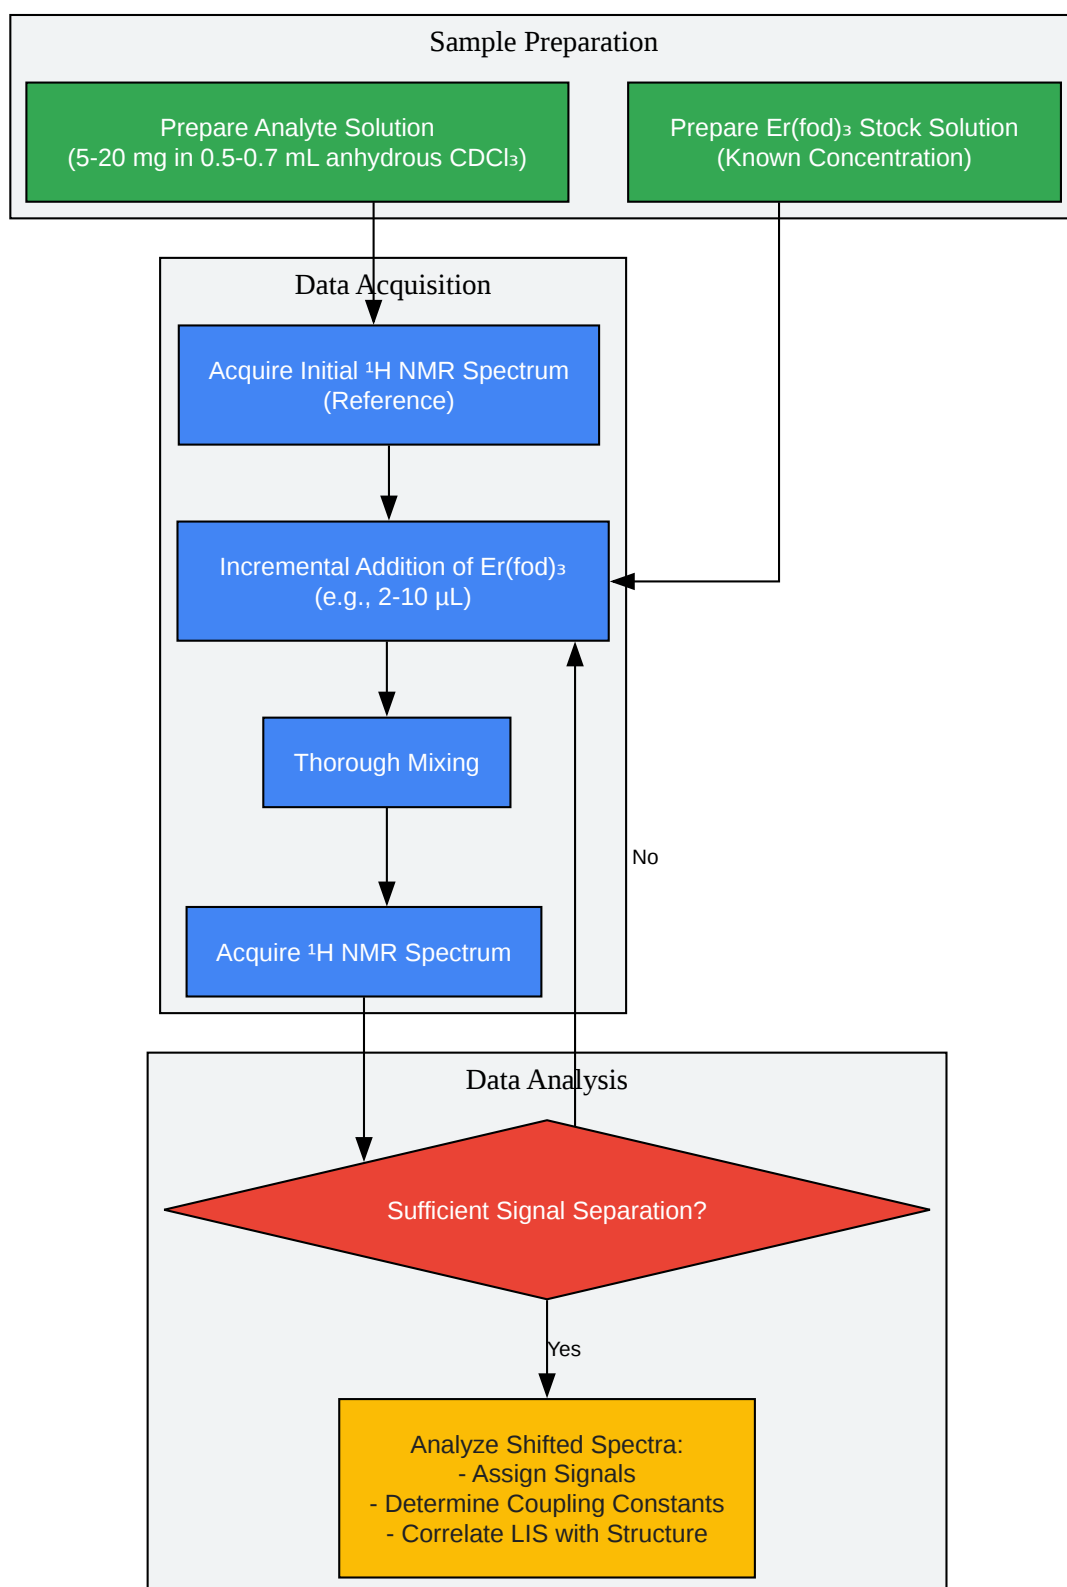 Sample Preparation
Prepare Analyte Solution
(5-20 mg in 0.5-0.7 mL anhydrous CDCl₃)
Prepare Er(fod)₃ Stock Solution
(Known Concentration)
Data Acquisition
Acquire Initial ¹H NMR Spectrum
(Reference)
Incremental Addition of Er(fod)₃
(e.g., 2-10 µL)
Thorough Mixing
No
Acquire ¹H NMR Spectrum
Data Analysis
Sufficient Signal Separation?
Yes
Analyze Shifted Spectra:
- Assign Signals
- Determine Coupling Constants
- Correlate LIS with Structure